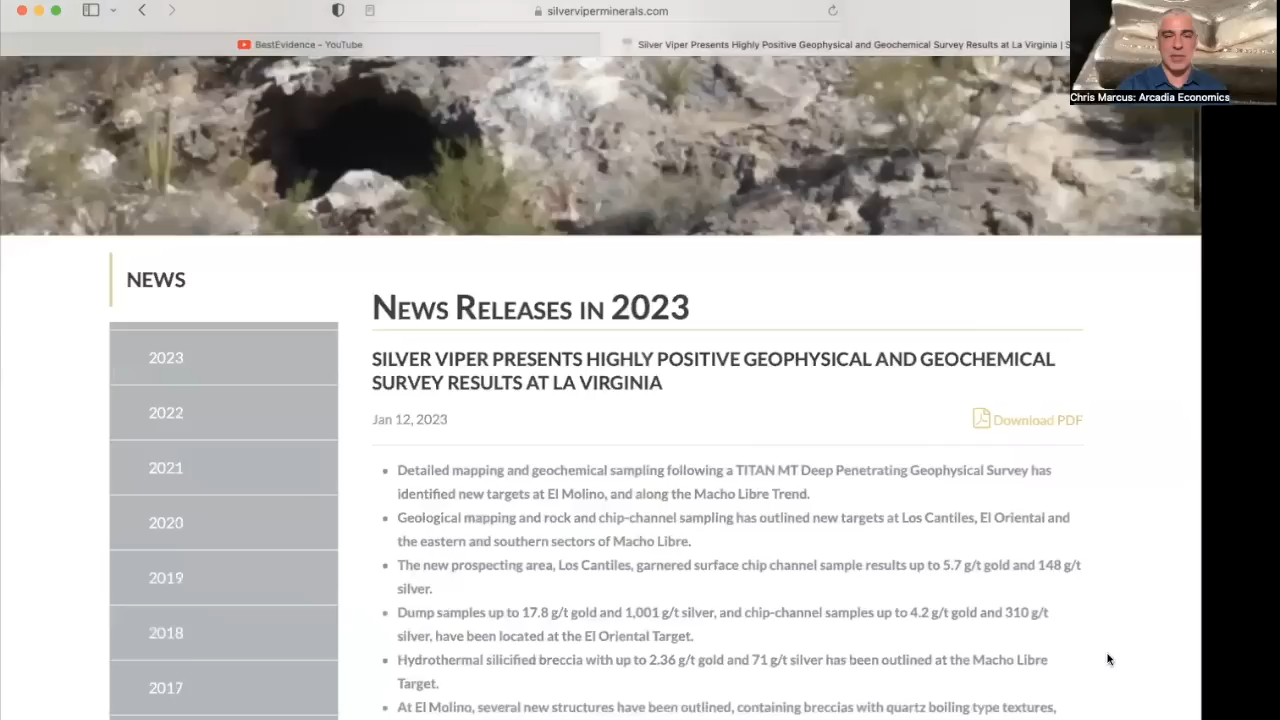 silverviperminerals.com
BestEvidence – YouTube
Silver Viper Presents Highly Positive Geophysical and Geochemical Survey Results at La Virginia | S
Chris Marcus: Arcadia Economics
NEWS
2023
2022
2021
2020
2019
2018
2017
NEWS RELEASES IN 2023
SILVER VIPER PRESENTS HIGHLY POSITIVE GEOPHYSICAL AND GEOCHEMICAL
SURVEY RESULTS AT LA VIRGINIA
Jan 12, 2023
Download PDF
• Detailed mapping and geochemical sampling following a TITAN MT Deep Penetrating Geophysical Survey has
identified new targets at El Molino, and along the Macho Libre Trend.
• Geological mapping and rock and chip-channel sampling has outlined new targets at Los Cantiles, El Oriental and
the eastern and southern sectors of Macho Libre.
• The new prospecting area, Los Cantiles, garnered surface chip channel sample results up to 5.7 g/t gold and 148 g/t
silver.
• Dump samples up to 17.8 g/t gold and 1,001 g/t silver, and chip-channel samples up to 4.2 g/t gold and 310 g/t
silver, have been located at the El Oriental Target.
• Hydrothermal silicified breccia with up to 2.36 g/t gold and 71 g/t silver has been outlined at the Macho Libre
Target.
• At El Molino, several new structures have been outlined, containing breccias with quartz boiling type textures,